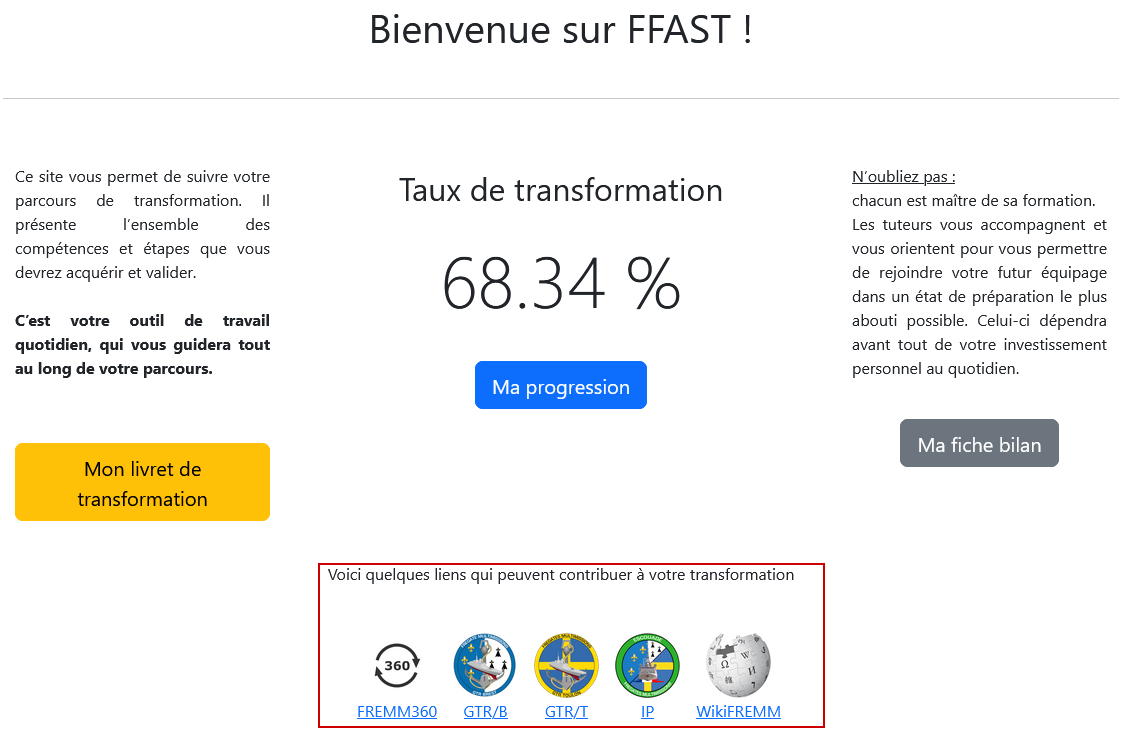 Bienvenue sur FFAST !
Ce site vous permet de suivre votre
parcours de transformation. Il
présente l'ensemble des
compétences et étapes que vous
devrez acquérir et valider.
C'est votre outil de travail
quotidien, qui vous guidera tout
au long de votre parcours.
Mon livret de
transformation
Taux de transformation
68.34 %
Ma progression
N'oubliez pas :
chacun est maître de sa formation.
Les tuteurs vous accompagnent et
vous orientent pour vous permettre
de rejoindre votre futur équipage
dans un état de préparation le plus
abouti possible. Celui-ci dépendra
avant tout de votre investissement
personnel au quotidien.
Ma fiche bilan
Voici quelques liens qui peuvent contribuer à votre transformation
360
FREMM360
GTR/B
GTR/T
IP
WikiFREMM